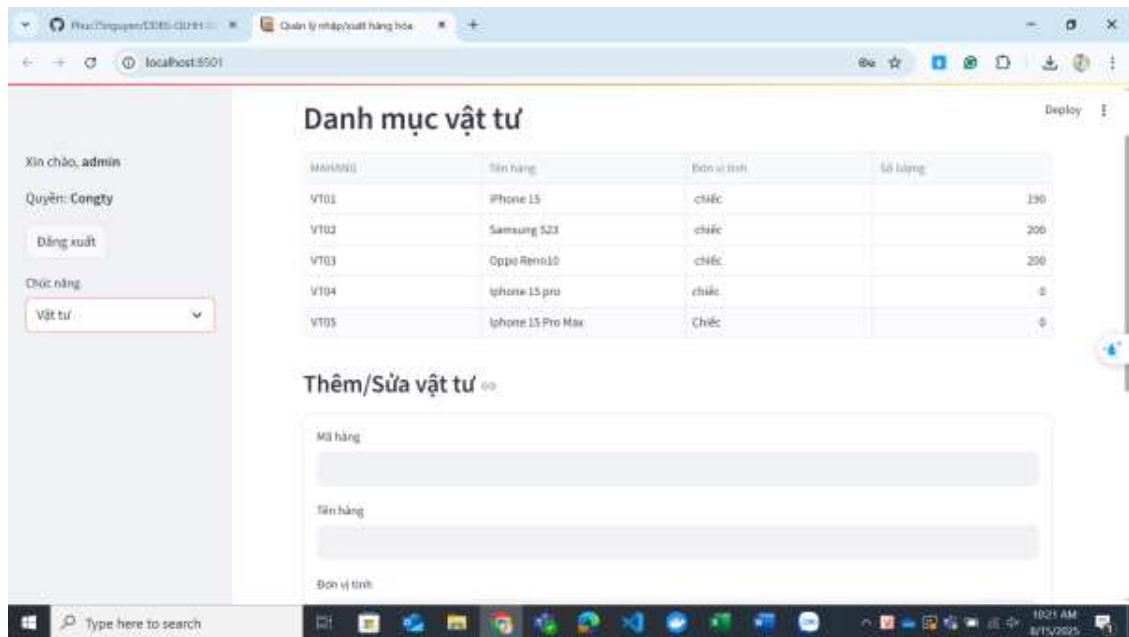 Quản lý nhập/xuất hàng hóa
localhost:8501
Deploy
Danh mục vật tư
Xin chào, admin
Quyền: Congty
Đăng xuất
Chức năng
Vật tư
MAHANG Tên hàng Đơn vị tính Số lượng
VT01 iPhone 15 chiếc 190
VT02 Samsung S23 chiếc 200
VT03 Oppo Reno10 chiếc 200
VT04 Iphone 15 pro chiếc 0
VT05 Iphone 15 Pro Max Chiếc 0
Thêm/Sửa vật tư
Mã hàng
Tên hàng
Đơn vị tính
Type here to search
10:21 AM
8/15/2025